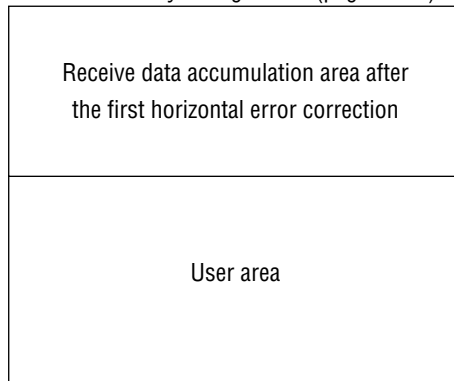 Receive data accumulation area after
the first horizontal error correction
User area